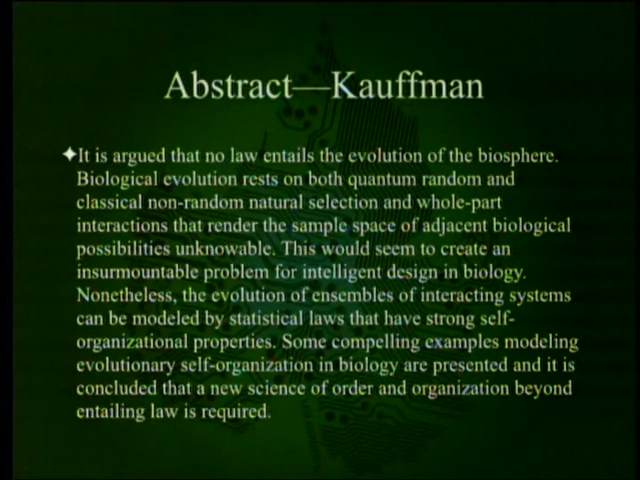 Abstract—Kauffman
✦It is argued that no law entails the evolution of the biosphere.
Biological evolution rests on both quantum random and
classical non-random natural selection and whole-part
interactions that render the sample space of adjacent biological
possibilities unknowable. This would seem to create an
insurmountable problem for intelligent design in biology.
Nonetheless, the evolution of ensembles of interacting systems
can be modeled by statistical laws that have strong self-
organizational properties. Some compelling examples modeling
evolutionary self-organization in biology are presented and it is
concluded that a new science of order and organization beyond
entailing law is required.